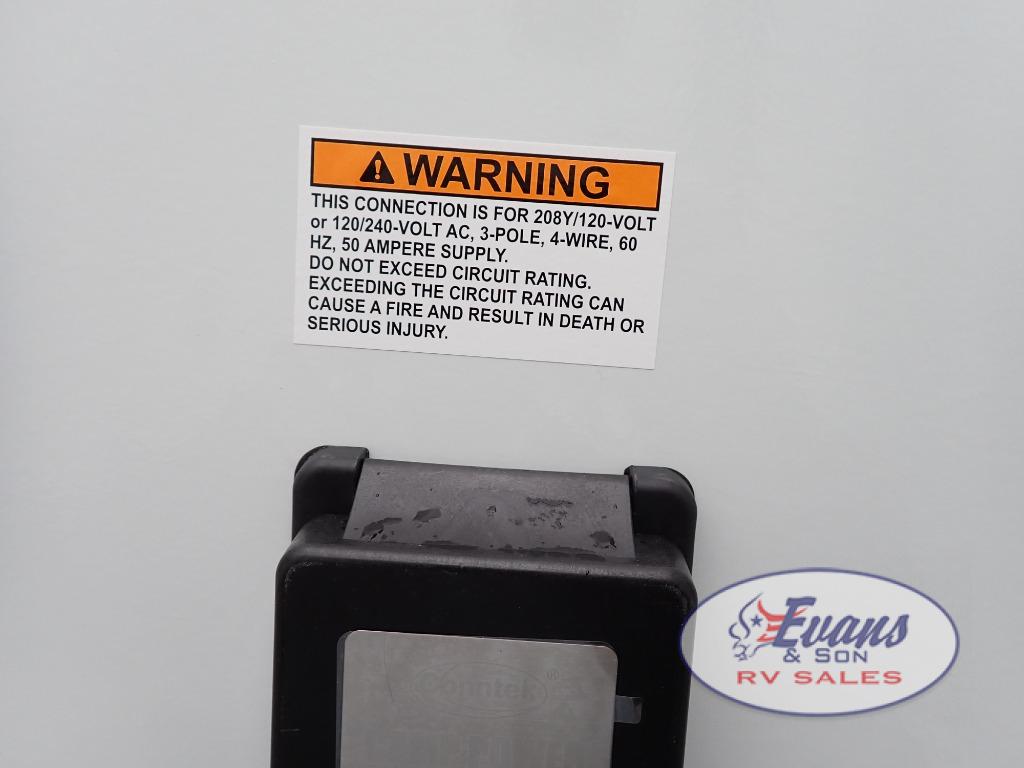 WARNING
THIS CONNECTION IS FOR 208Y/120-VOLT
or 120/240-VOLT AC, 3-POLE, 4-WIRE, 60
HZ, 50 AMPERE SUPPLY.
DO NOT EXCEED CIRCUIT RATING.
EXCEEDING THE CIRCUIT RATING CAN
CAUSE A FIRE AND RESULT IN DEATH OR
SERIOUS INJURY.
Conntek®
Evans
& SON
RV SALES